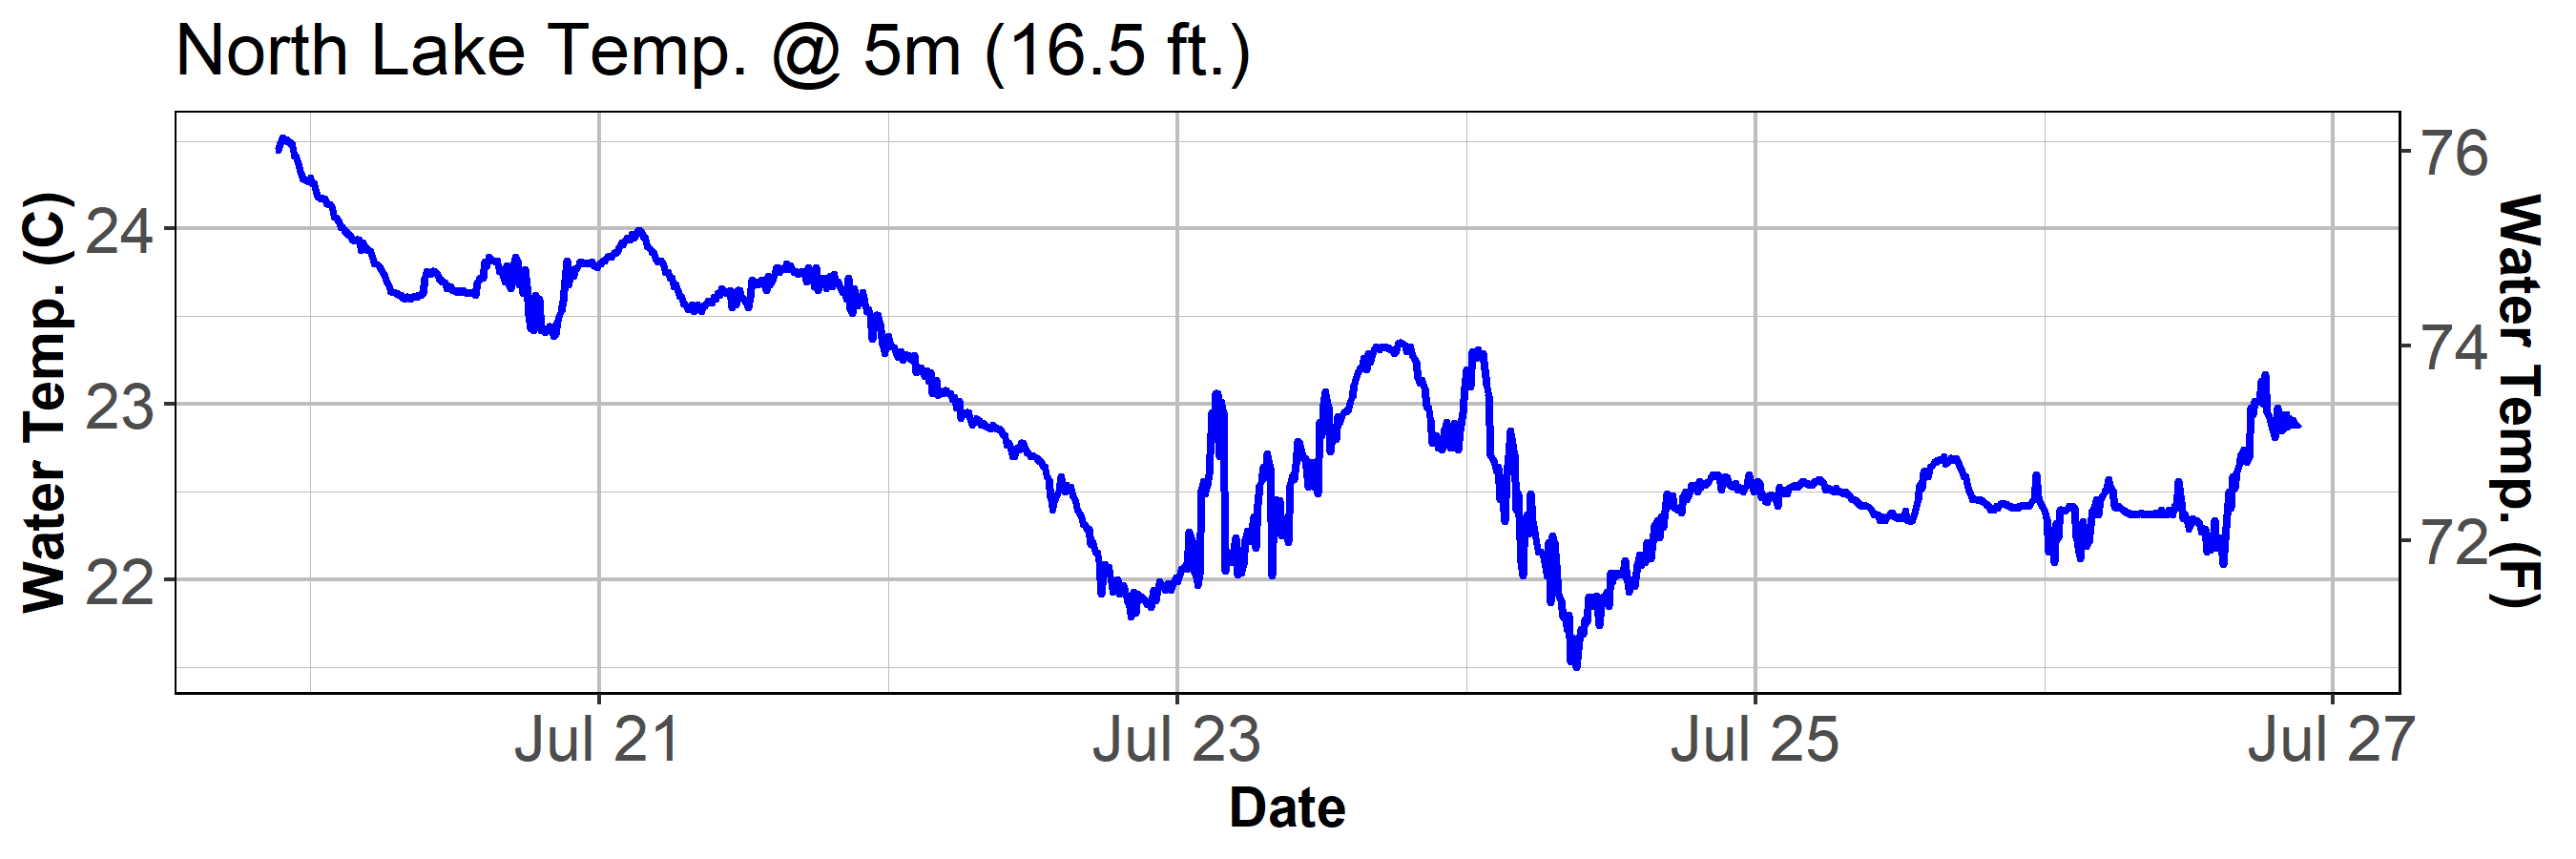 North Lake Temp. @ 5m (16.5 ft.)
Water Temp. (C)
24
23
22
76
74
72
Water Temp. (F)
Jul 21
Jul 23
Jul 25
Jul 27
Date